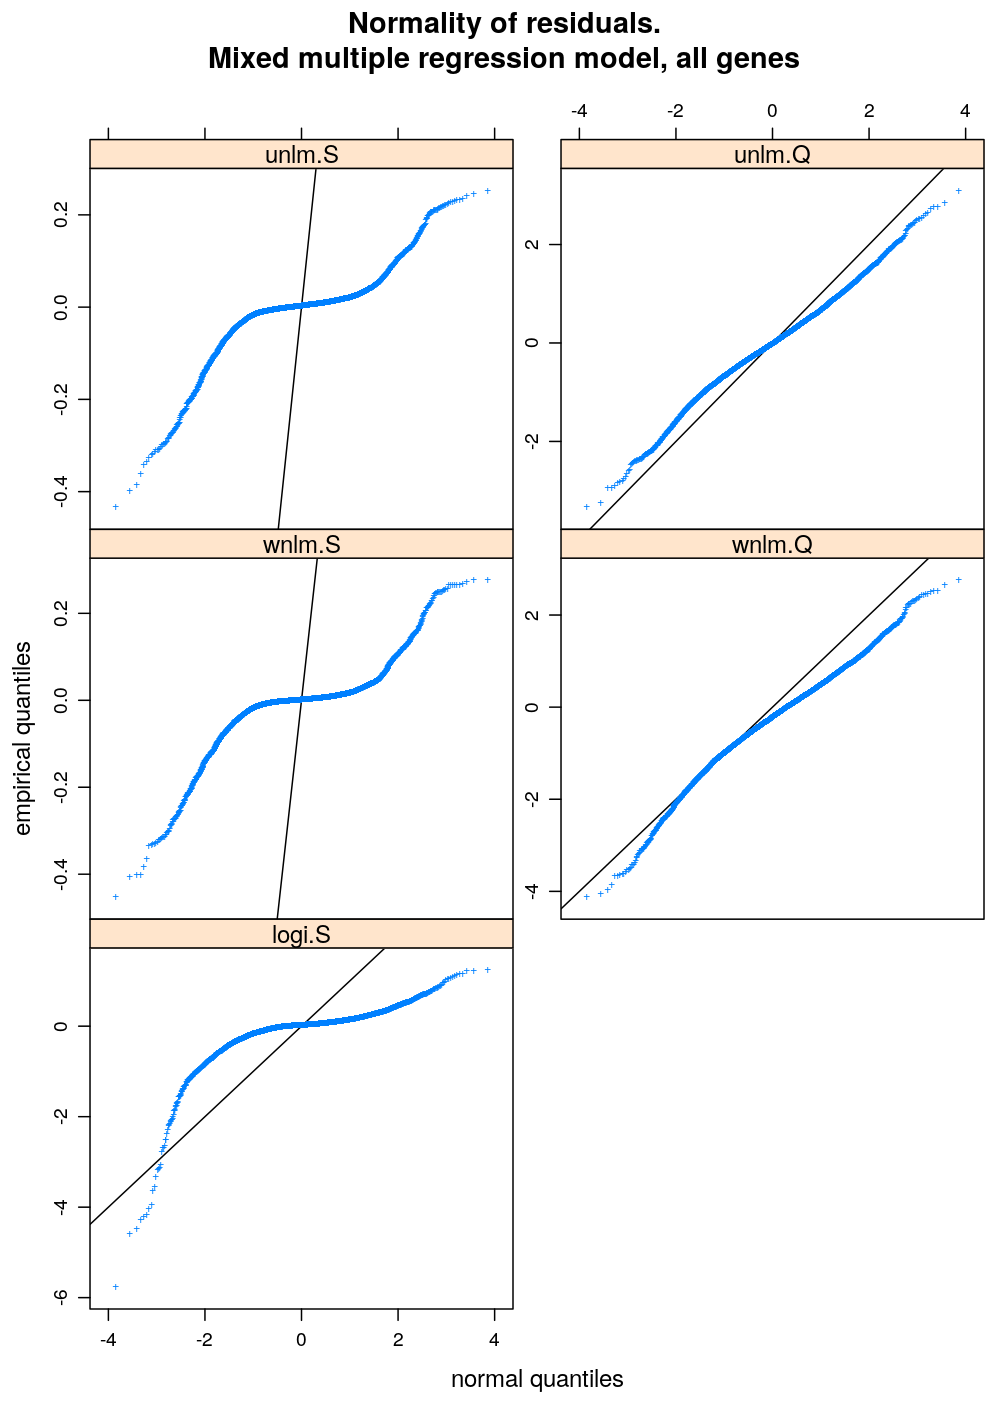 Normality of residuals.
Mixed multiple regression model, all genes
-4 -2 0 2 4
unlm.S
unlm.Q
0.2
0.0
-0.2
-0.4
2
0
-2
wnlm.S
wnlm.Q
0.2
0.0
-0.2
-0.4
2
0
-2
-4
empirical quantiles
logi.S
0
-2
-4
-6
-4 -2 0 2 4
normal quantiles